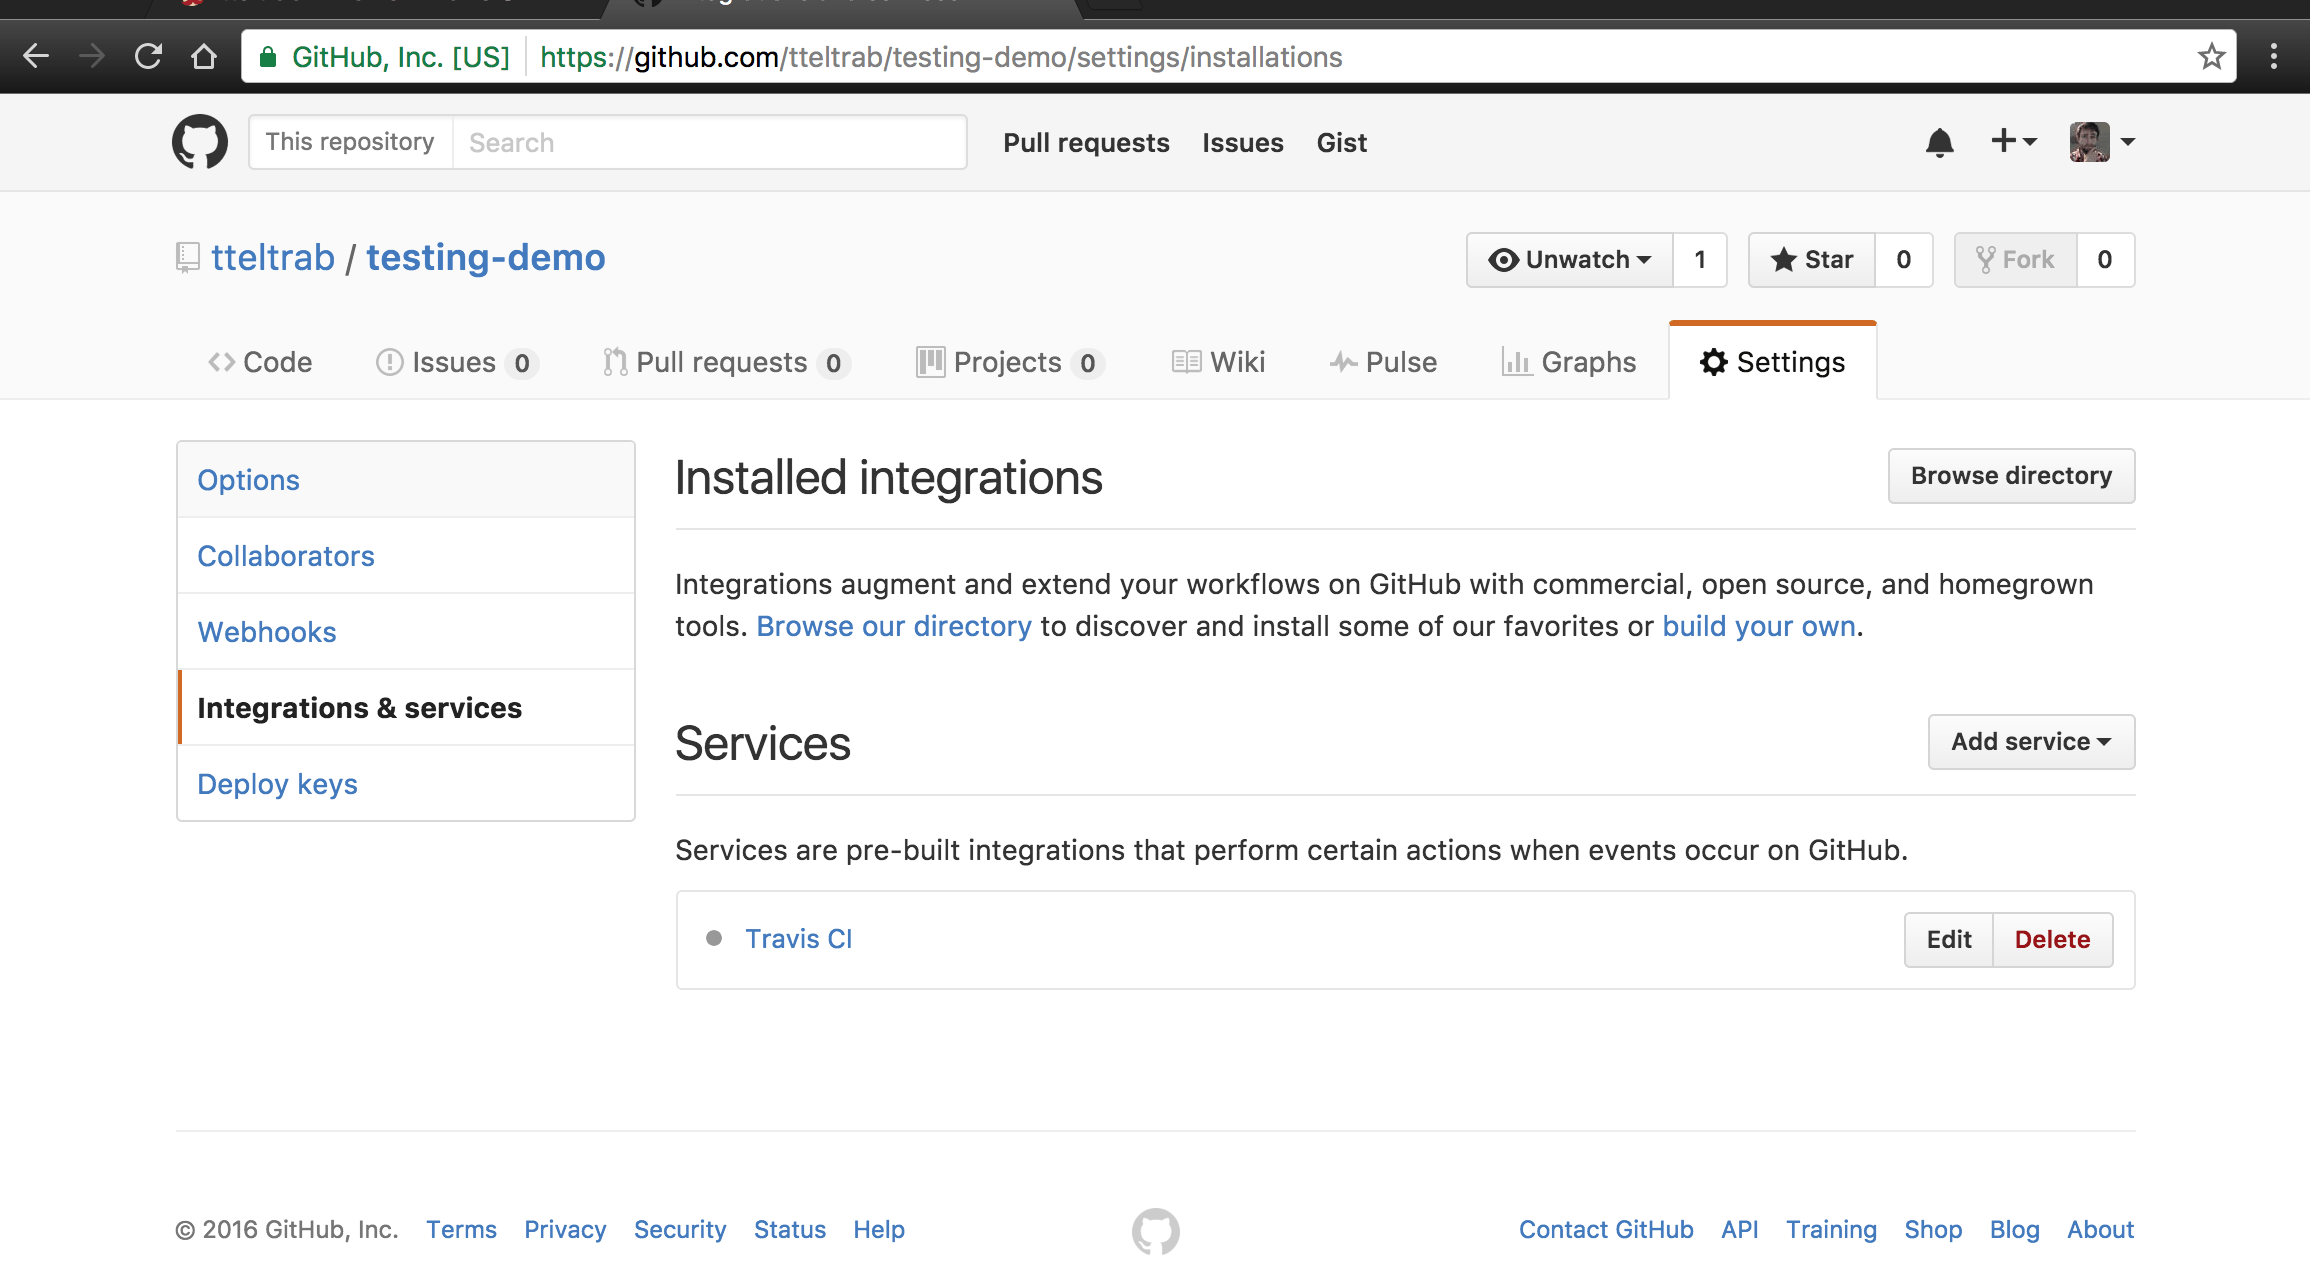 GitHub, Inc. [US] https://github.com/tteltrab/testing-demo/settings/installations
This repository Search Pull requests Issues Gist
tteltrab / testing-demo Unwatch 1 Star 0 Fork 0
Code Issues 0 Pull requests 0 Projects 0 Wiki Pulse Graphs Settings
Options
Collaborators
Webhooks
Integrations & services
Deploy keys
Installed integrations Browse directory
Integrations augment and extend your workflows on GitHub with commercial, open source, and homegrown
tools. Browse our directory to discover and install some of our favorites or build your own.
Services Add service
Services are pre-built integrations that perform certain actions when events occur on GitHub.
Travis CI Edit Delete
© 2016 GitHub, Inc. Terms Privacy Security Status Help Contact GitHub API Training Shop Blog About